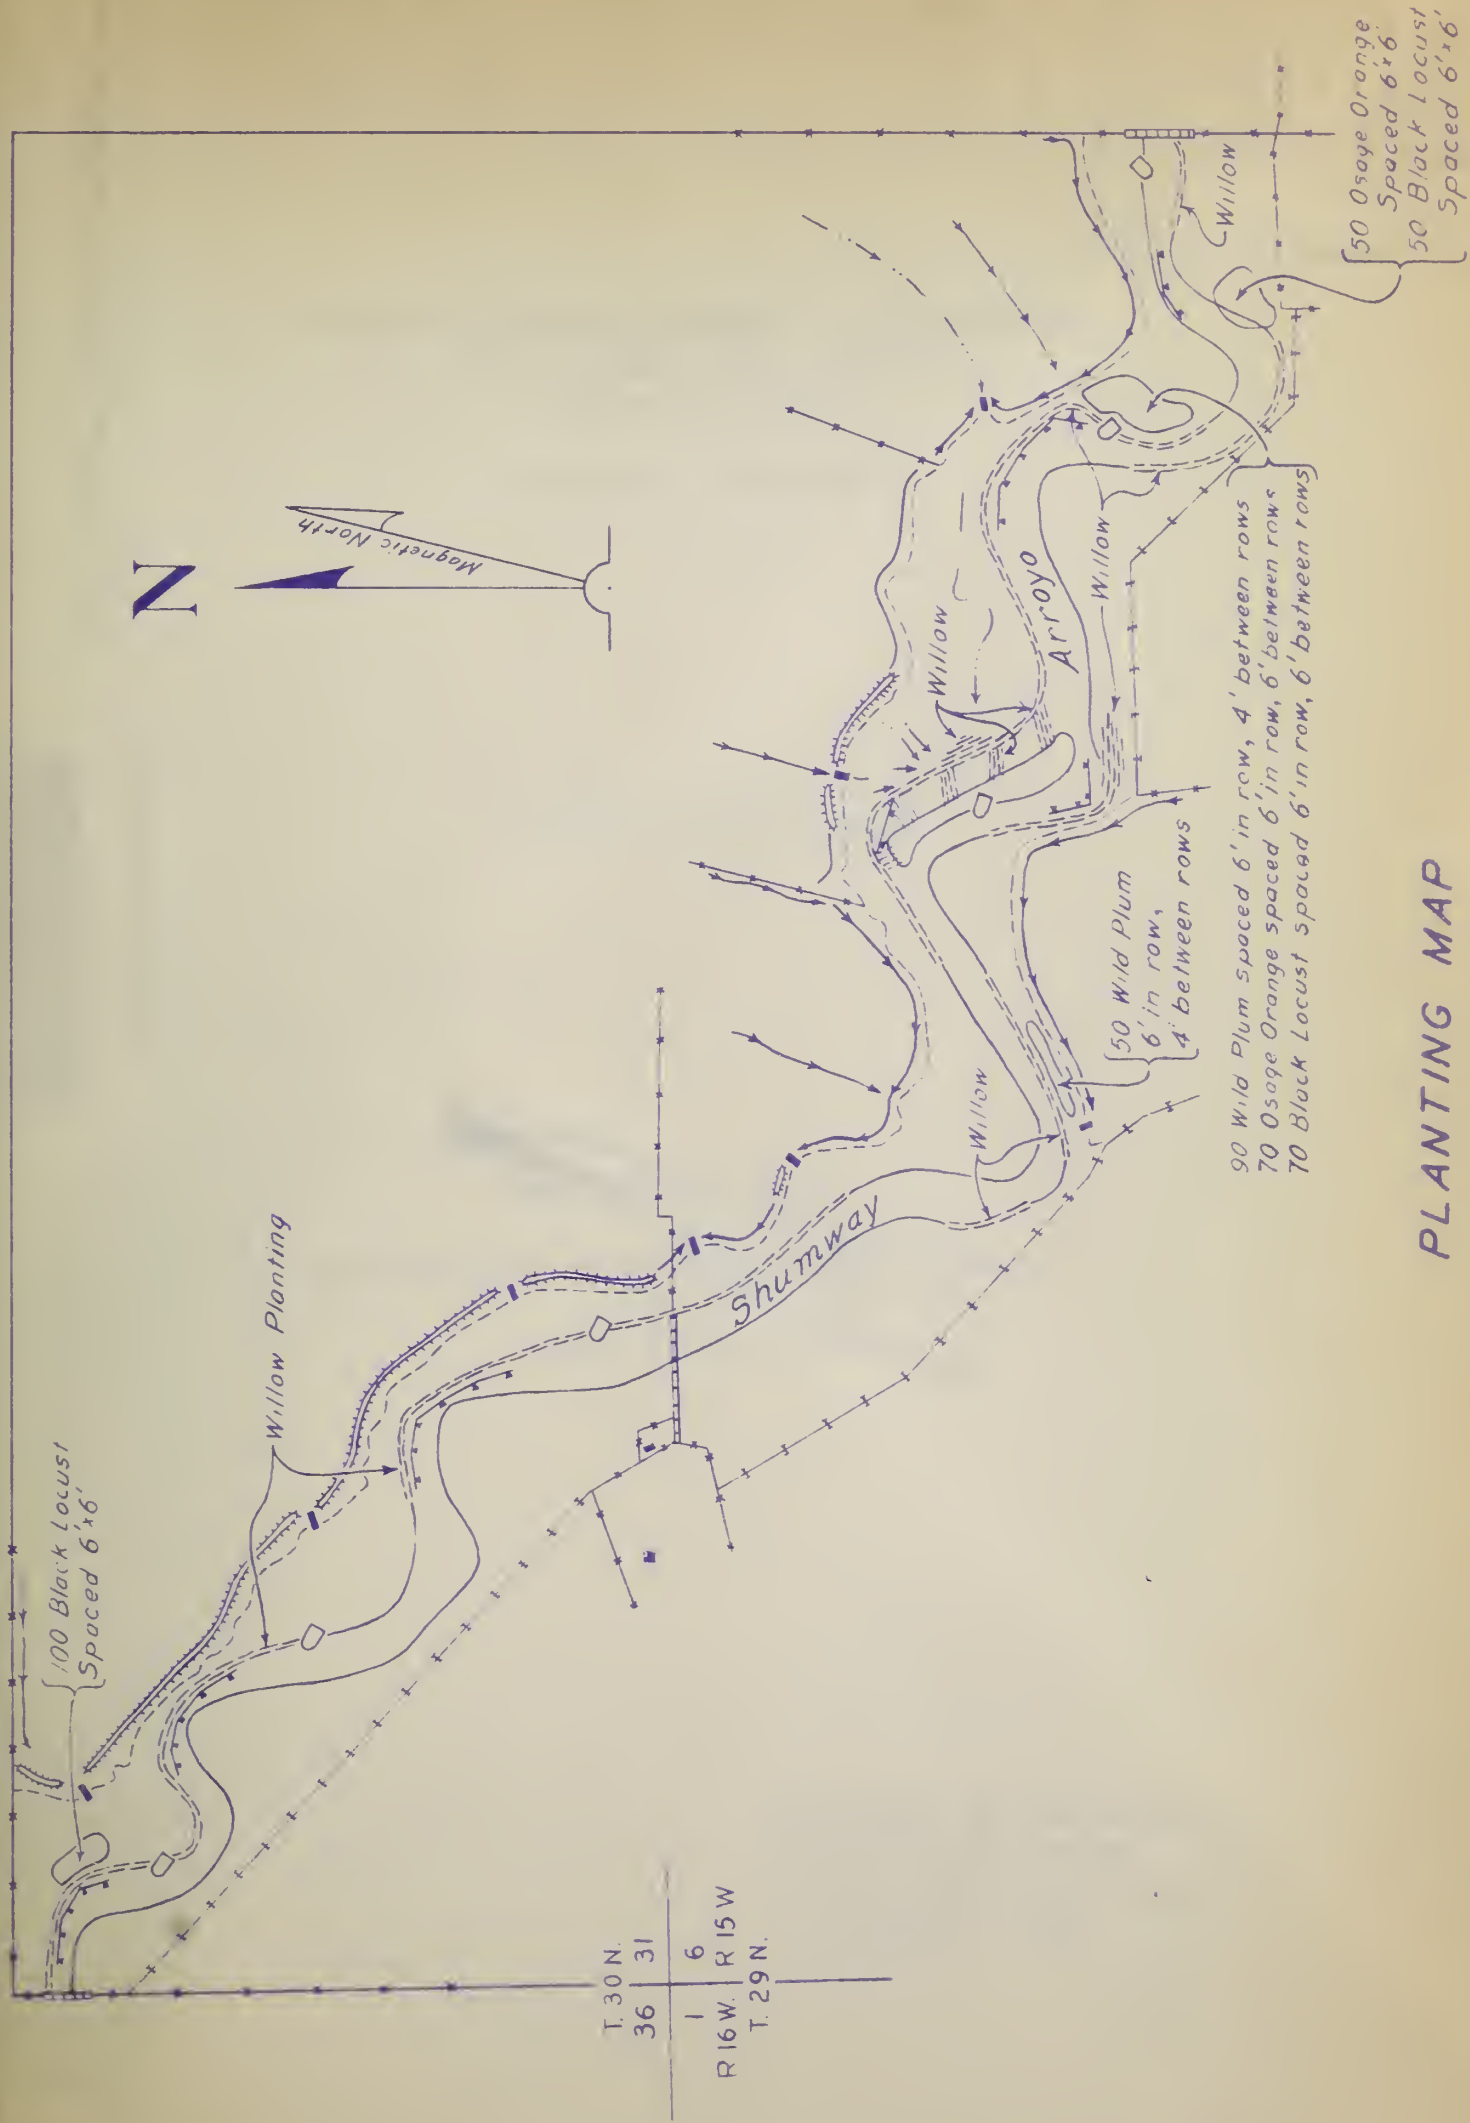 N
Magnetic North
100 Black Locust
Spaced 6'x6'
Willow Planting
T. 30 N.
36 31
1 6
R 16 W. R 15 W
T. 29 N.
Shumway
Arroyo
Willow
Willow
Willow
Willow
50 Wild Plum
6' in row,
4' between rows
90 Wild Plum spaced 6' in row, 4' between rows
70 Osage Orange spaced 6' in row, 6' between rows
70 Black Locust spaced 6' in row, 6' between rows
50 Osage Orange
Spaced 6'x6'
50 Black Locust
Spaced 6'x6'
PLANTING MAP